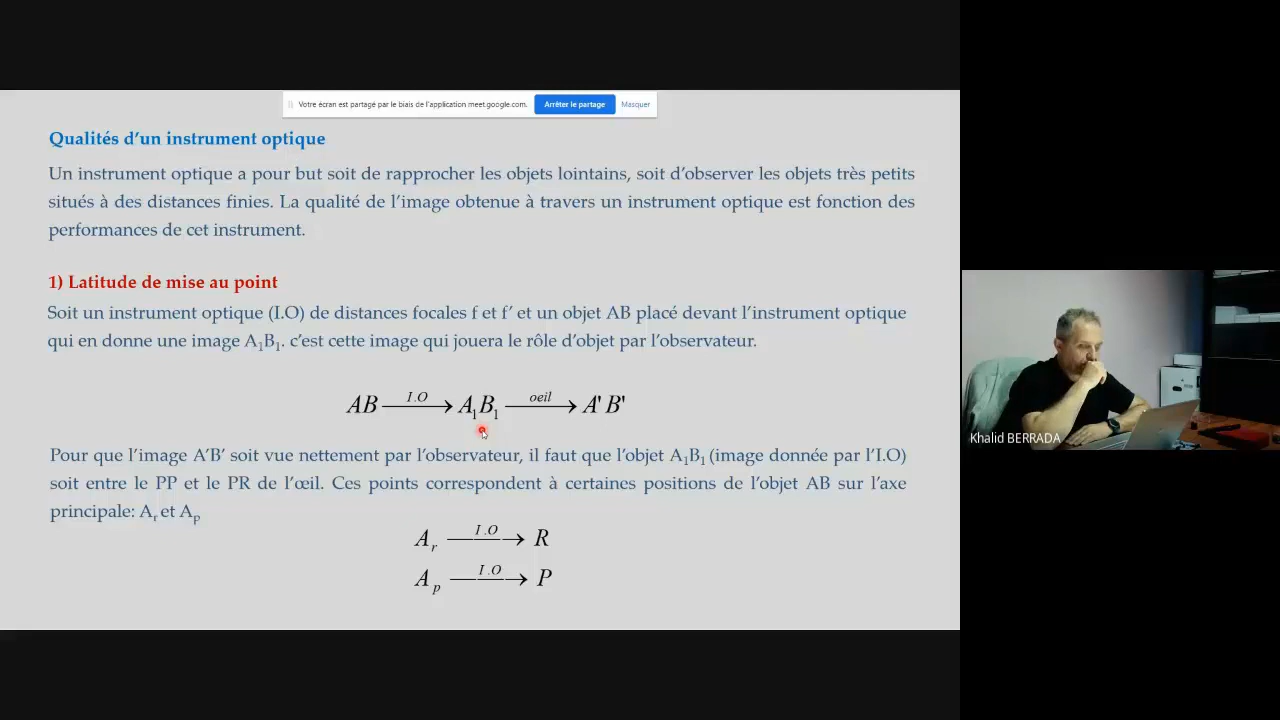 Votre écran est partagé par le biais de l'application meet.google.com. Arrêter le partage Masquer
Qualités d'un instrument optique
Un instrument optique a pour but soit de rapprocher les objets lointains, soit d'observer les objets très petits
situés à des distances finies. La qualité de l'image obtenue à travers un instrument optique est fonction des
performances de cet instrument.
1) Latitude de mise au point
Soit un instrument optique (I.O) de distances focales f et f' et un objet AB placé devant l'instrument optique
qui en donne une image A₁B₁. c'est cette image qui jouera le rôle d'objet par l'observateur.
AB —I.O→ A₁B₁ —oeil→ A'B'
Pour que l'image A'B' soit vue nettement par l'observateur, il faut que l'objet A₁B₁ (image donnée par l'I.O)
soit entre le PP et le PR de l'œil. Ces points correspondent à certaines positions de l'objet AB sur l'axe
principale: Aᵣ et Aₚ
Aᵣ —I.O→ R
Aₚ —I.O→ P
Khalid BERRADA